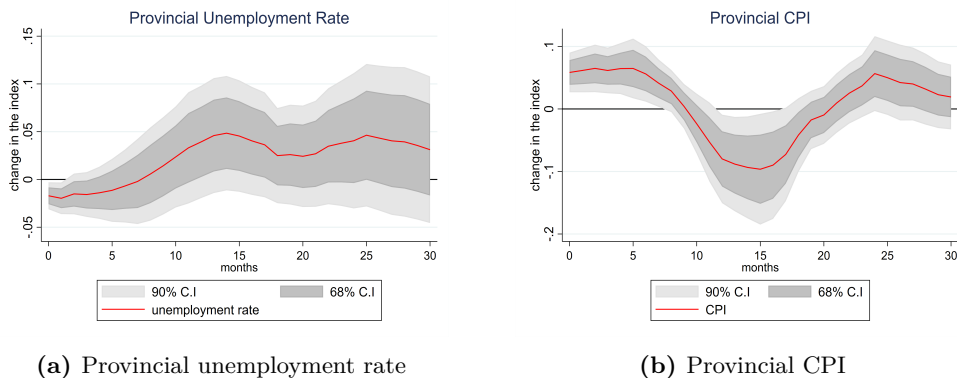 Provincial Unemployment Rate
change in the index
.15
.1
.05
0
-.05
0 5 10 15 20 25 30
months
90% C.I 68% C.I
unemployment rate
(a) Provincial unemployment rate
Provincial CPI
change in the index
.1
0
-.1
-.2
0 5 10 15 20 25 30
months
90% C.I 68% C.I
CPI
(b) Provincial CPI